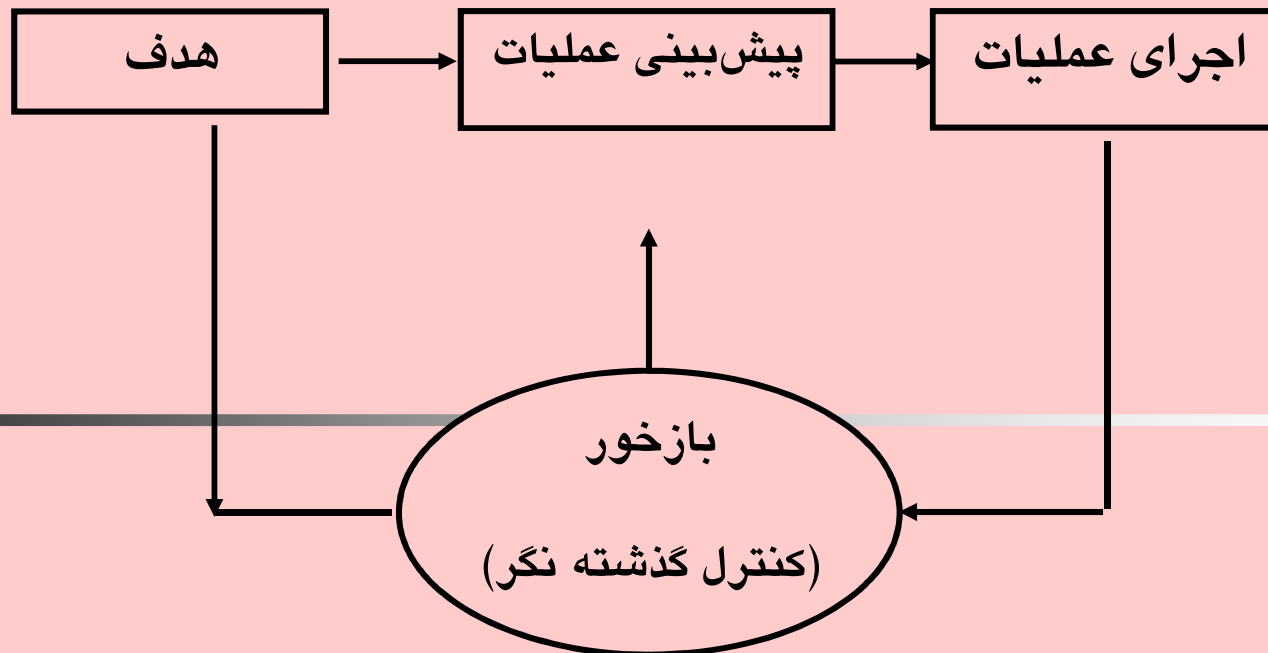 هدف
پیش‌بینی عملیات
اجرای عملیات
بازخور
(کنترل گذشته نگر)